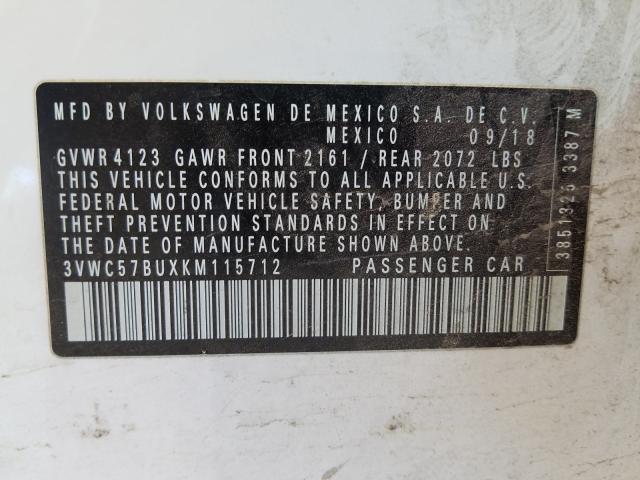 MFD BY VOLKSWAGEN DE MEXICO S.A. DE C.V.
MEXICO 09/18
GVWR 4123 GAWR FRONT 2161 / REAR 2072 LBS
THIS VEHICLE CONFORMS TO ALL APPLICABLE U.S.
FEDERAL MOTOR VEHICLE SAFETY, BUMPER AND
THEFT PREVENTION STANDARDS IN EFFECT ON
THE DATE OF MANUFACTURE SHOWN ABOVE.
3VWC57BUXKM115712 PASSENGER CAR
3851326 3387 M